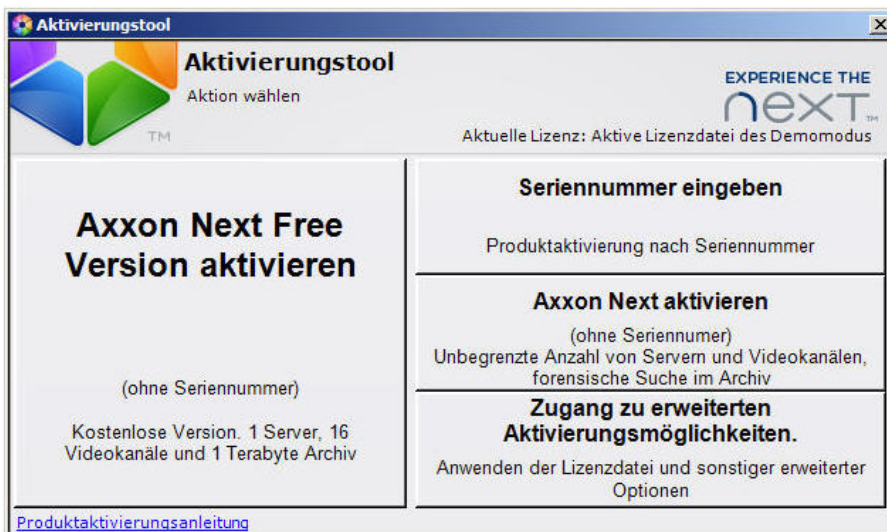 Aktivierungstool
Aktivierungstool
Aktion wählen
TM
EXPERIENCE THE
next TM
Aktuelle Lizenz: Aktive Lizenzdatei des Demomodus
Axxon Next Free
Version aktivieren
(ohne Seriennummer)
Kostenlose Version. 1 Server, 16
Videokanäle und 1 Terabyte Archiv
Seriennummer eingeben
Produktaktivierung nach Seriennummer
Axxon Next aktivieren
(ohne Seriennumer)
Unbegrenzte Anzahl von Servern und Videokanälen,
forensische Suche im Archiv
Zugang zu erweiterten
Aktivierungsmöglichkeiten.
Anwenden der Lizenzdatei und sonstiger erweiterter
Optionen
Produktaktivierungsanleitung